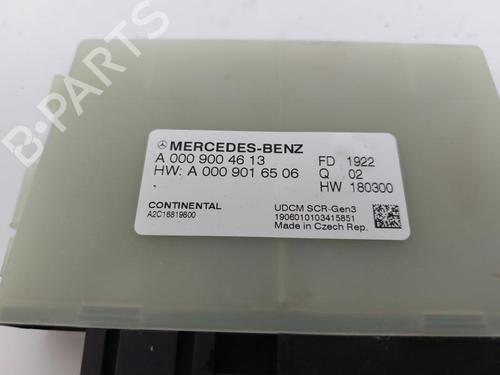 B-PARTS
MERCEDES-BENZ
A 000 900 46 13
HW: A 000 901 65 06
FD 1922
Q 02
HW 180300
CONTINENTAL
A2C16819800
UDCM SCR-Gen3
1906010103415851
Made in Czech Rep.